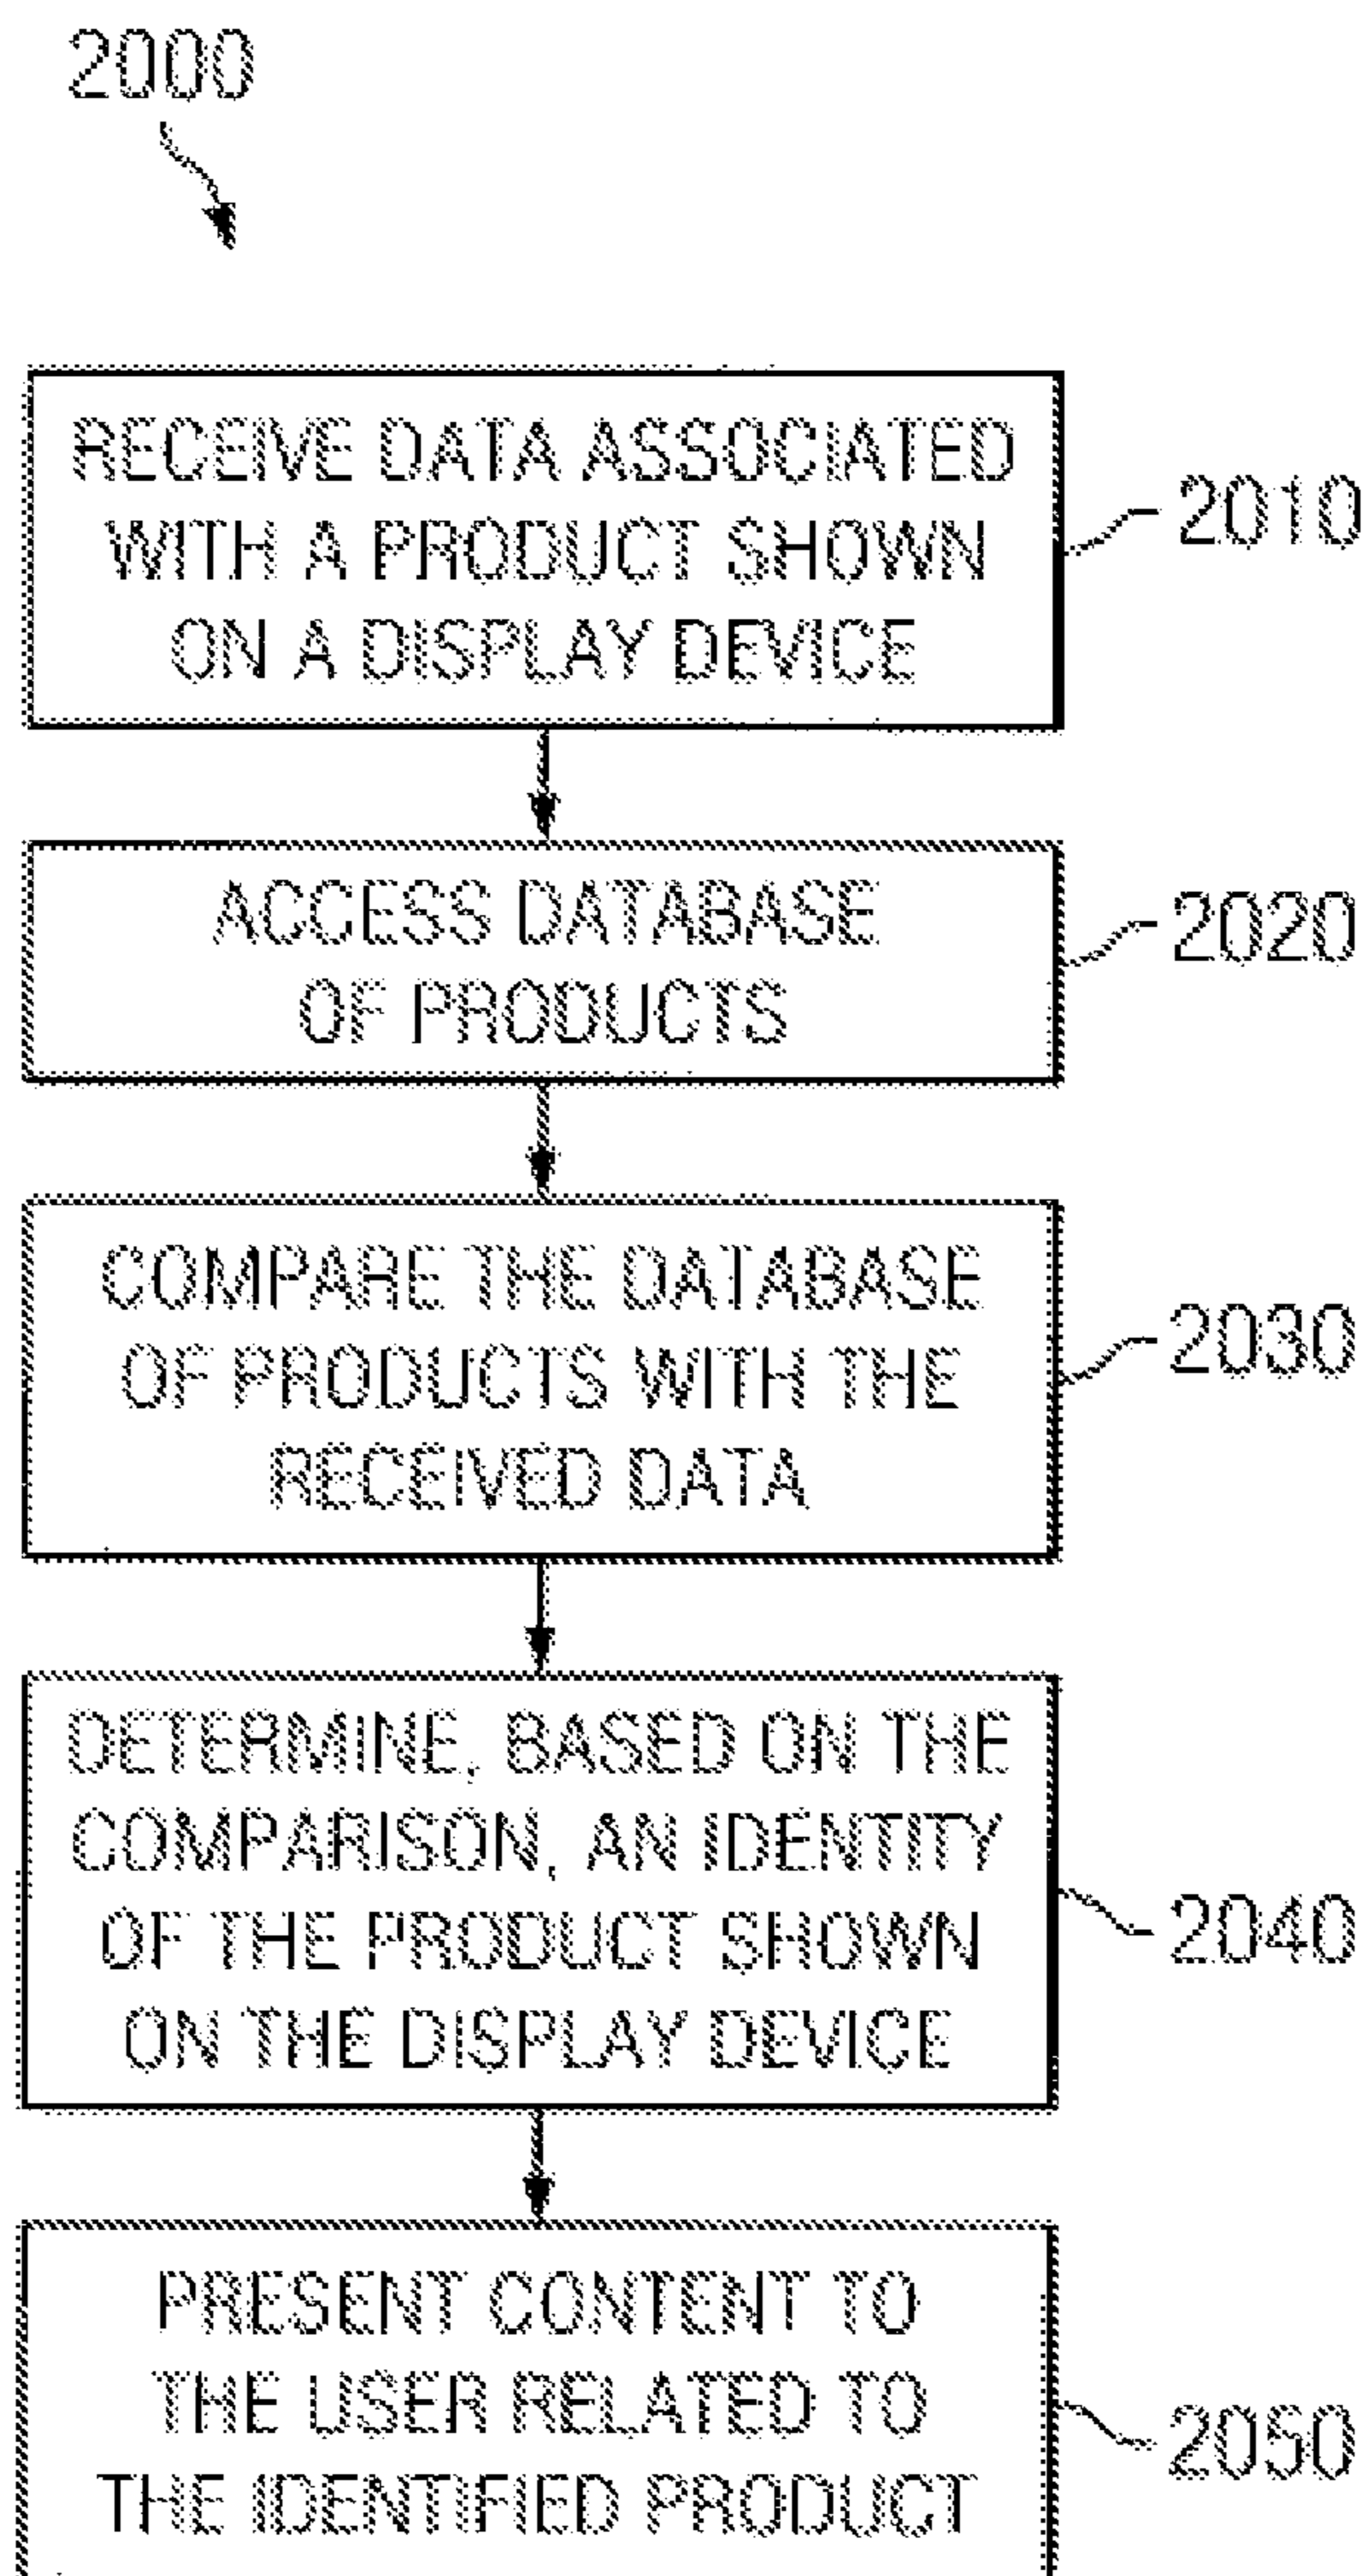 2000
RECEIVE DATA ASSOCIATED
WITH A PRODUCT SHOWN
ON A DISPLAY DEVICE
2010
ACCESS DATABASE
OF PRODUCTS
2020
COMPARE THE DATABASE
OF PRODUCTS WITH THE
RECEIVED DATA
2030
DETERMINE, BASED ON THE
COMPARISON, AN IDENTITY
OF THE PRODUCT SHOWN
ON THE DISPLAY DEVICE
2040
PRESENT CONTENT TO
THE USER RELATED TO
THE IDENTIFIED PRODUCT
2050